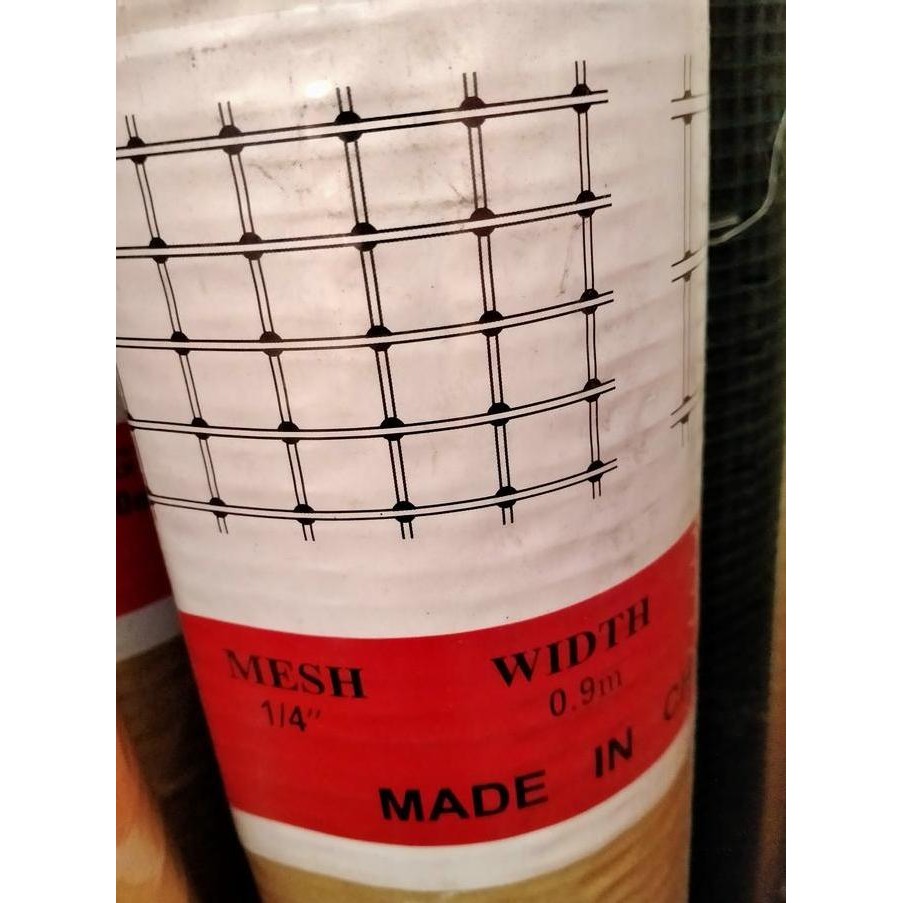 MESH WIDTH
1/4″ 0.9m
MADE IN